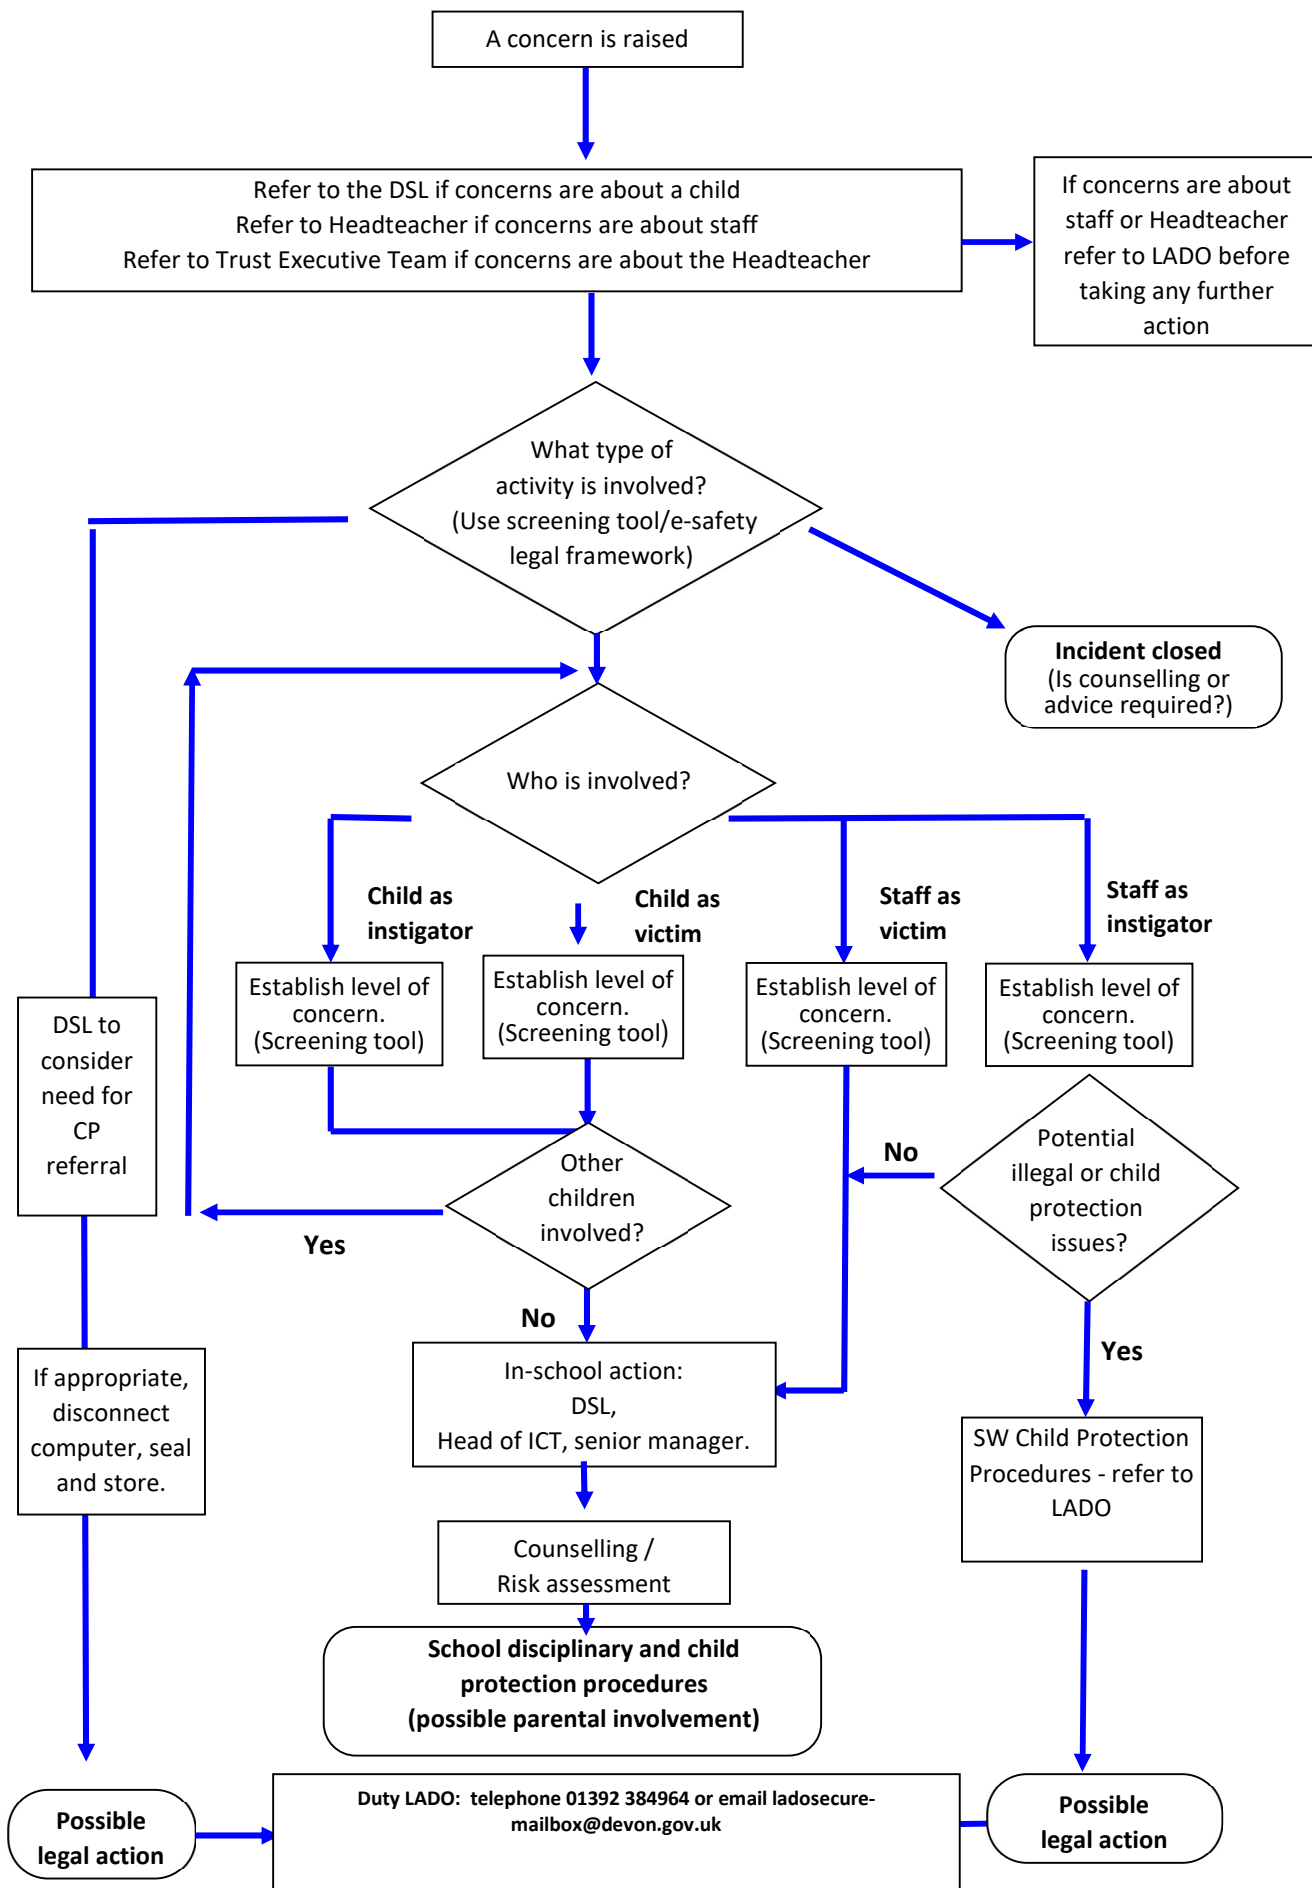 A concern is raised
Refer to the DSL if concerns are about a child
Refer to Headteacher if concerns are about staff
Refer to Trust Executive Team if concerns are about the Headteacher
If concerns are about
staff or Headteacher
refer to LADO before
taking any further
action
What type of
activity is involved?
(Use screening tool/e-safety
legal framework)
Incident closed
(Is counselling or
advice required?)
Who is involved?
Child as
instigator
Child as
victim
Staff as
victim
Staff as
instigator
Establish level of
concern.
(Screening tool)
Establish level of
concern.
(Screening tool)
Establish level of
concern.
(Screening tool)
Establish level of
concern.
(Screening tool)
DSL to
consider
need for
CP
referral
Other
children
involved?
Yes
No
Potential
illegal or child
protection
issues?
No
Yes
If appropriate,
disconnect
computer, seal
and store.
In-school action:
DSL,
Head of ICT, senior manager.
SW Child Protection
Procedures - refer to
LADO
Counselling /
Risk assessment
School disciplinary and child
protection procedures
(possible parental involvement)
Possible
legal action
Duty LADO: telephone 01392 384964 or email ladosecure-
mailbox@devon.gov.uk
Possible
legal action